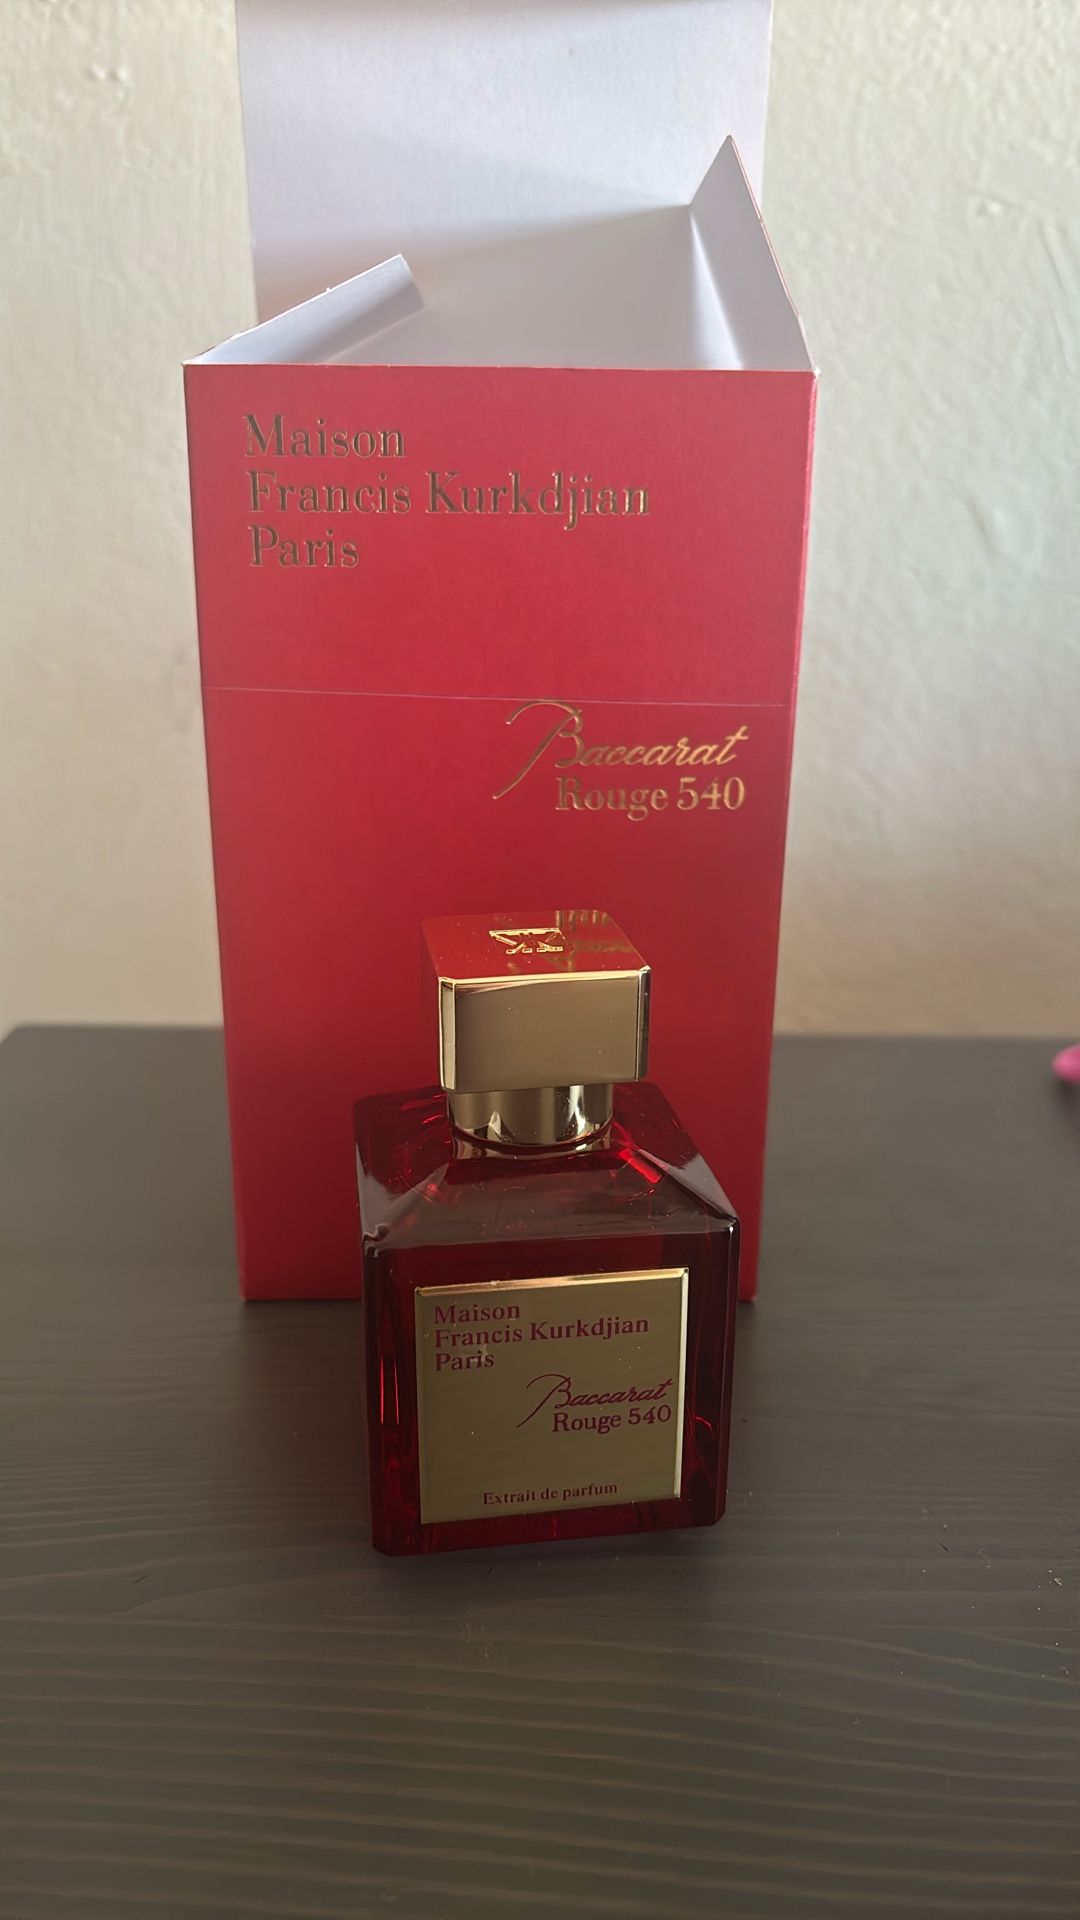 Maison
Francis Kurkdjian
Paris
Baccarat
Rouge 540
Maison
Francis Kurkdjian
Paris
Baccarat
Rouge 540
Extrait de parfum